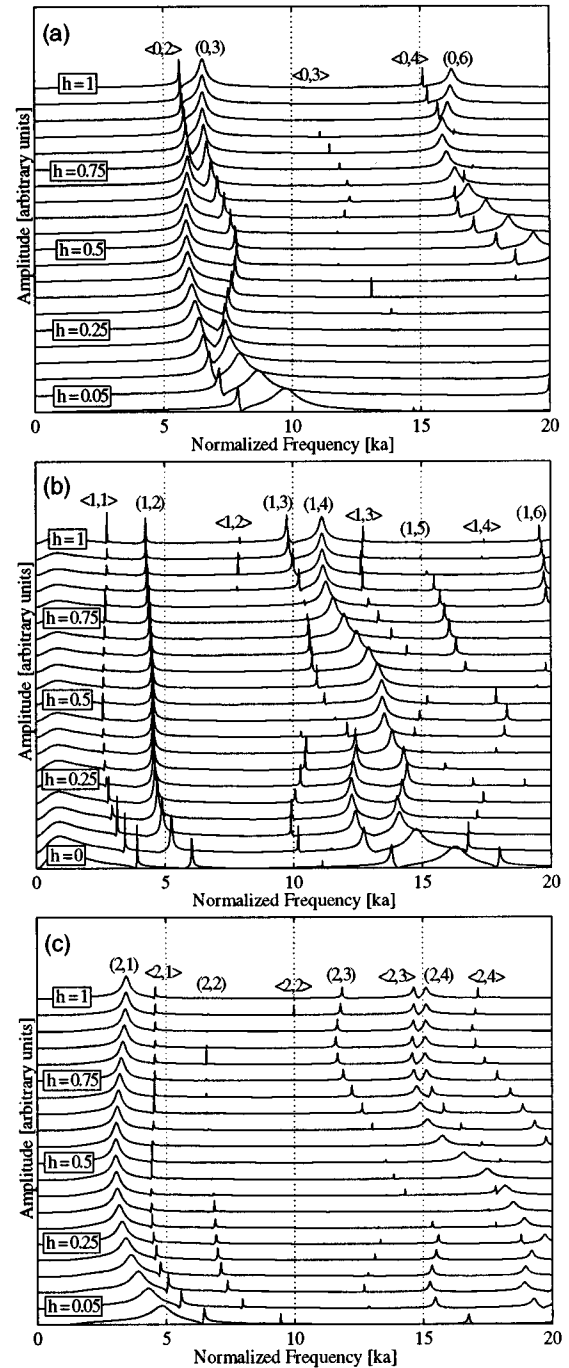 (a)
<0,2> (0,3) <0,3> <0,4> (0,6)
h = 1
h = 0.75
h = 0.5
h = 0.25
h = 0.05
Amplitude [arbitrary units]
0 5 10 15 20
Normalized Frequency [ka]
(b)
<1,1> (1,2) <1,2> (1,3) (1,4) <1,3> (1,5) <1,4> (1,6)
h = 1
h = 0.75
h = 0.5
h = 0.25
h = 0
Amplitude [arbitrary units]
0 5 10 15 20
Normalized Frequency [ka]
(c)
(2,1) <2,1> (2,2) <2,2> (2,3) <2,3> (2,4) <2,4>
h = 1
h = 0.75
h = 0.5
h = 0.25
h = 0.05
Amplitude [arbitrary units]
0 5 10 15 20
Normalized Frequency [ka]